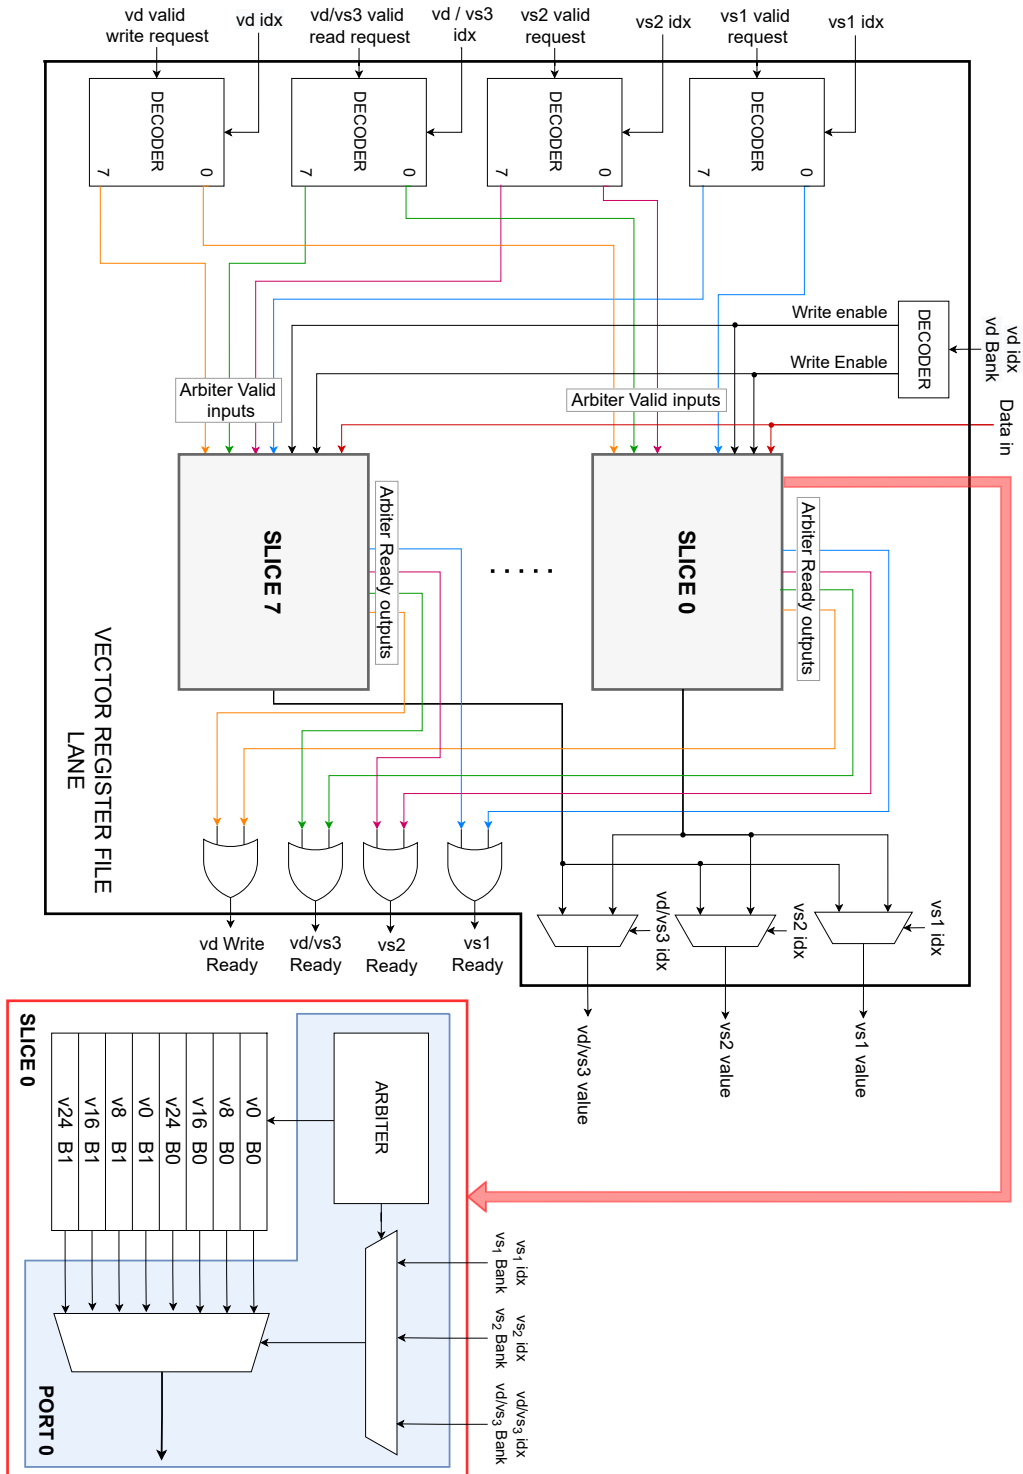 vd valid
write request
vd idx
vd/vs3 valid
read request
vd / vs3
idx
vs2 valid
request
vs2 idx
vs1 valid
request
vs1 idx
DECODER
7
0
DECODER
7
0
DECODER
7
0
DECODER
7
0
Write enable
Write Enable
DECODER
vd idx
vd Bank
Data in
Arbiter Valid
inputs
Arbiter Valid inputs
SLICE 7
Arbiter Ready outputs
.....
SLICE 0
Arbiter Ready outputs
VECTOR REGISTER FILE
LANE
vd Write
Ready
vd/vs3
Ready
vs2
Ready
vs1
Ready
vd/vs3 idx
vs2 idx
vs1 idx
vd/vs3 value
vs2 value
vs1 value
SLICE 0
ARBITER
v0 B0
v8 B0
v16 B0
v24 B0
v0 B1
v8 B1
v16 B1
v24 B1
vs1 idx
vs1 Bank
vs2 idx
vs2 Bank
vd/vs3 idx
vd/vs3 Bank
PORT 0